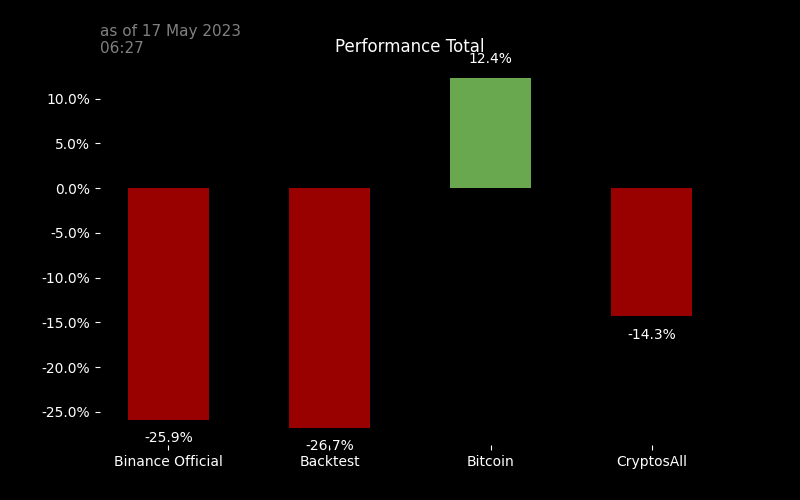 as of 17 May 2023
06:27
Performance Total
12.4%
10.0%
5.0%
0.0%
-5.0%
-10.0%
-15.0%
-20.0%
-25.0%
-14.3%
-25.9%
-26.7%
Binance Official
Backtest
Bitcoin
CryptosAll